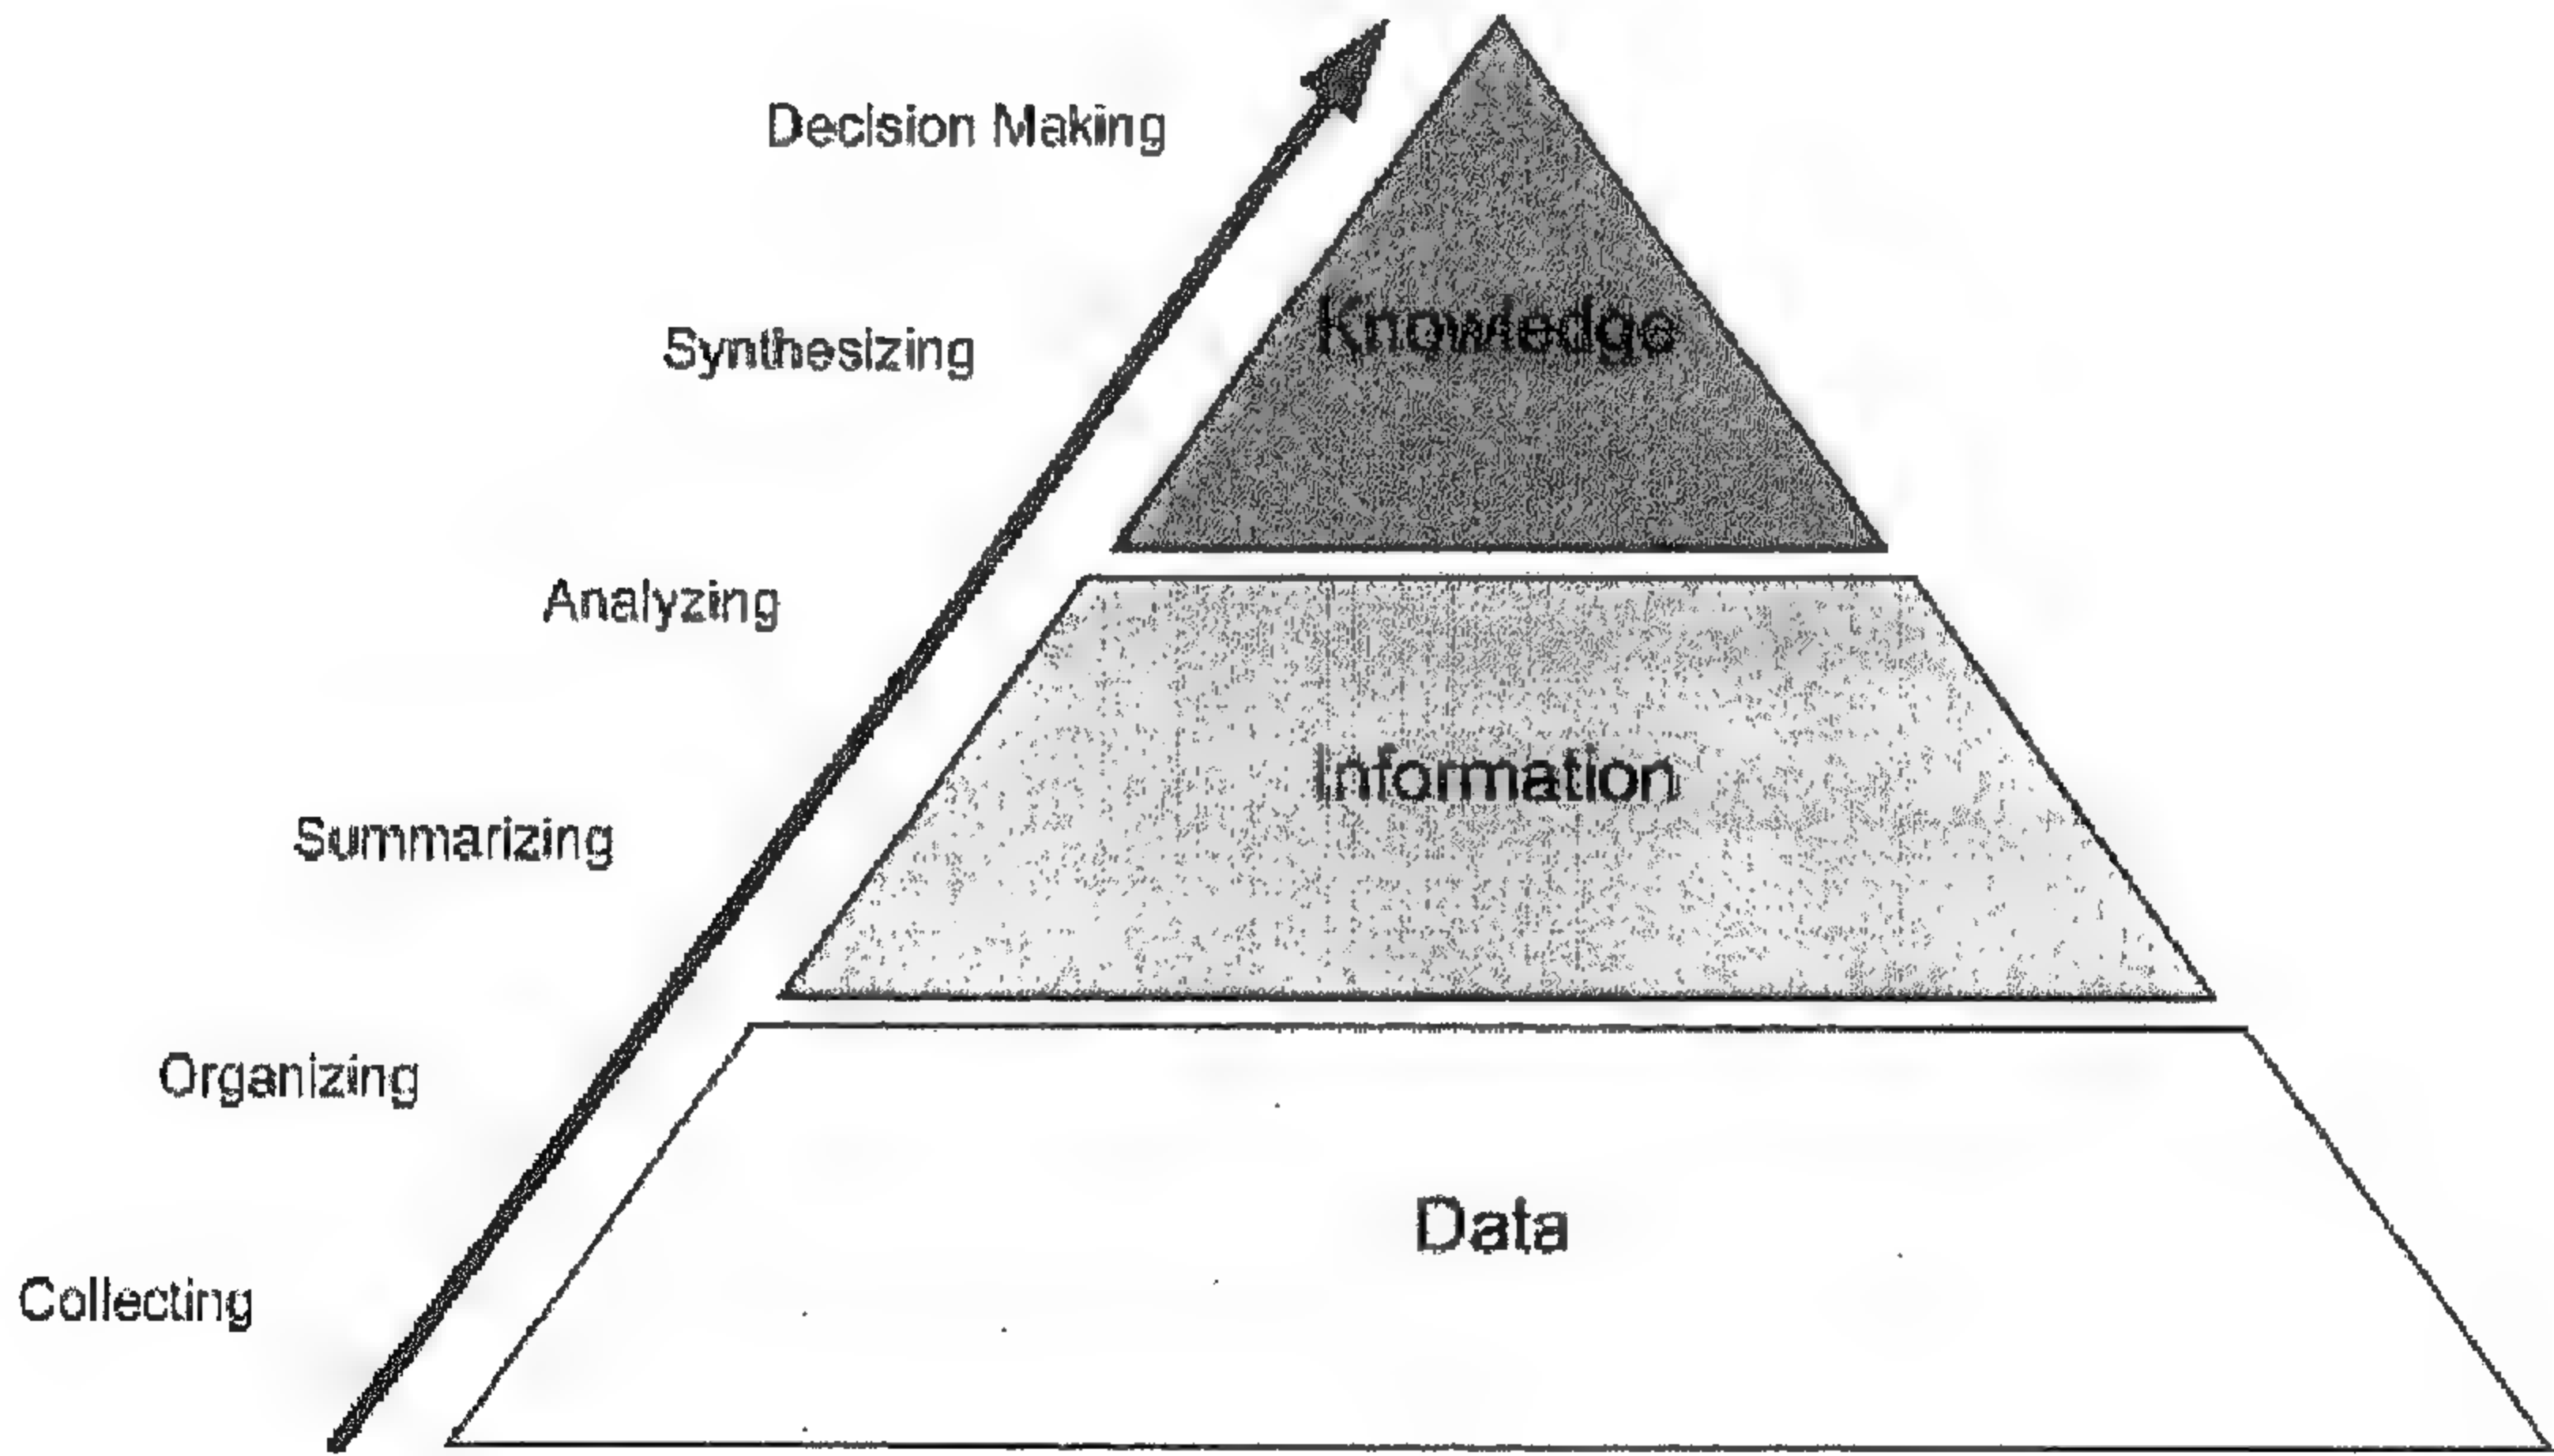 Decision Making
Knowledge
Synthesizing
Analyzing
Information
Summarizing
Organizing
Data
Collecting